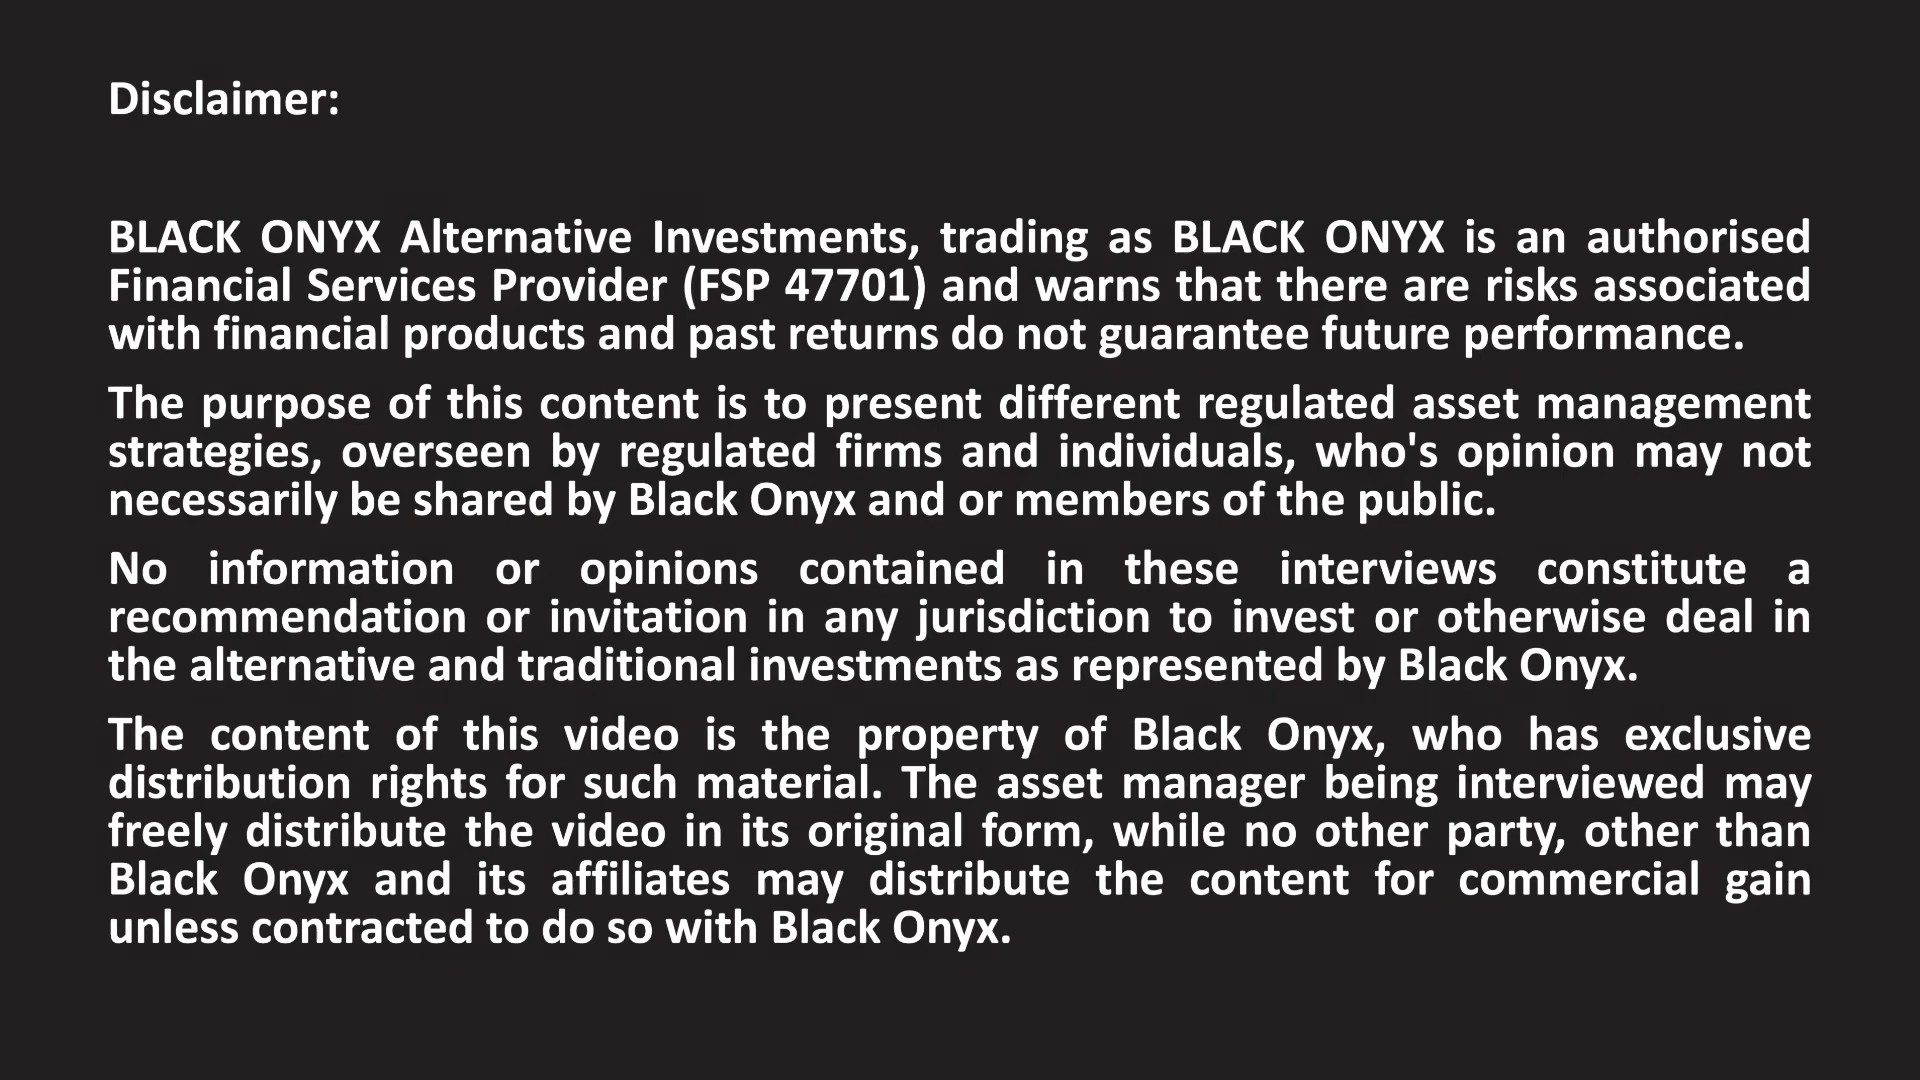 Disclaimer:
BLACK ONYX Alternative Investments, trading as BLACK ONYX is an authorised
Financial Services Provider (FSP 47701) and warns that there are risks associated
with financial products and past returns do not guarantee future performance.
The purpose of this content is to present different regulated asset management
strategies, overseen by regulated firms and individuals, who's opinion may not
necessarily be shared by Black Onyx and or members of the public.
No information or opinions contained in these interviews constitute a
recommendation or invitation in any jurisdiction to invest or otherwise deal in
the alternative and traditional investments as represented by Black Onyx.
The content of this video is the property of Black Onyx, who has exclusive
distribution rights for such material. The asset manager being interviewed may
freely distribute the video in its original form, while no other party, other than
Black Onyx and its affiliates may distribute the content for commercial gain
unless contracted to do so with Black Onyx.